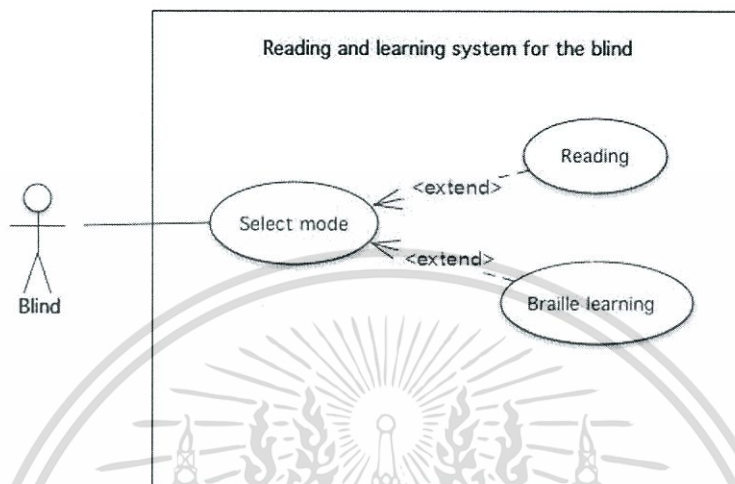 Reading and learning system for the blind
Reading
<extend>
Select mode
<extend>
Braille learning
Blind